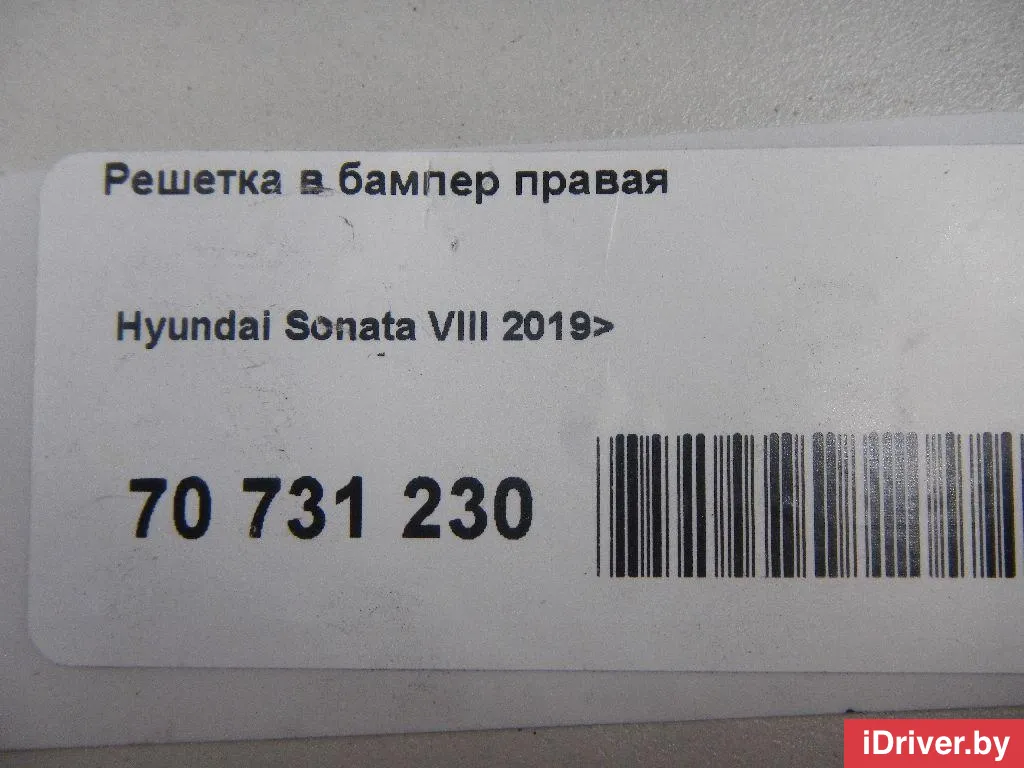 Решетка в бампер правая
Hyundai Sonata VIII 2019>
70 731 230
iDriver.by